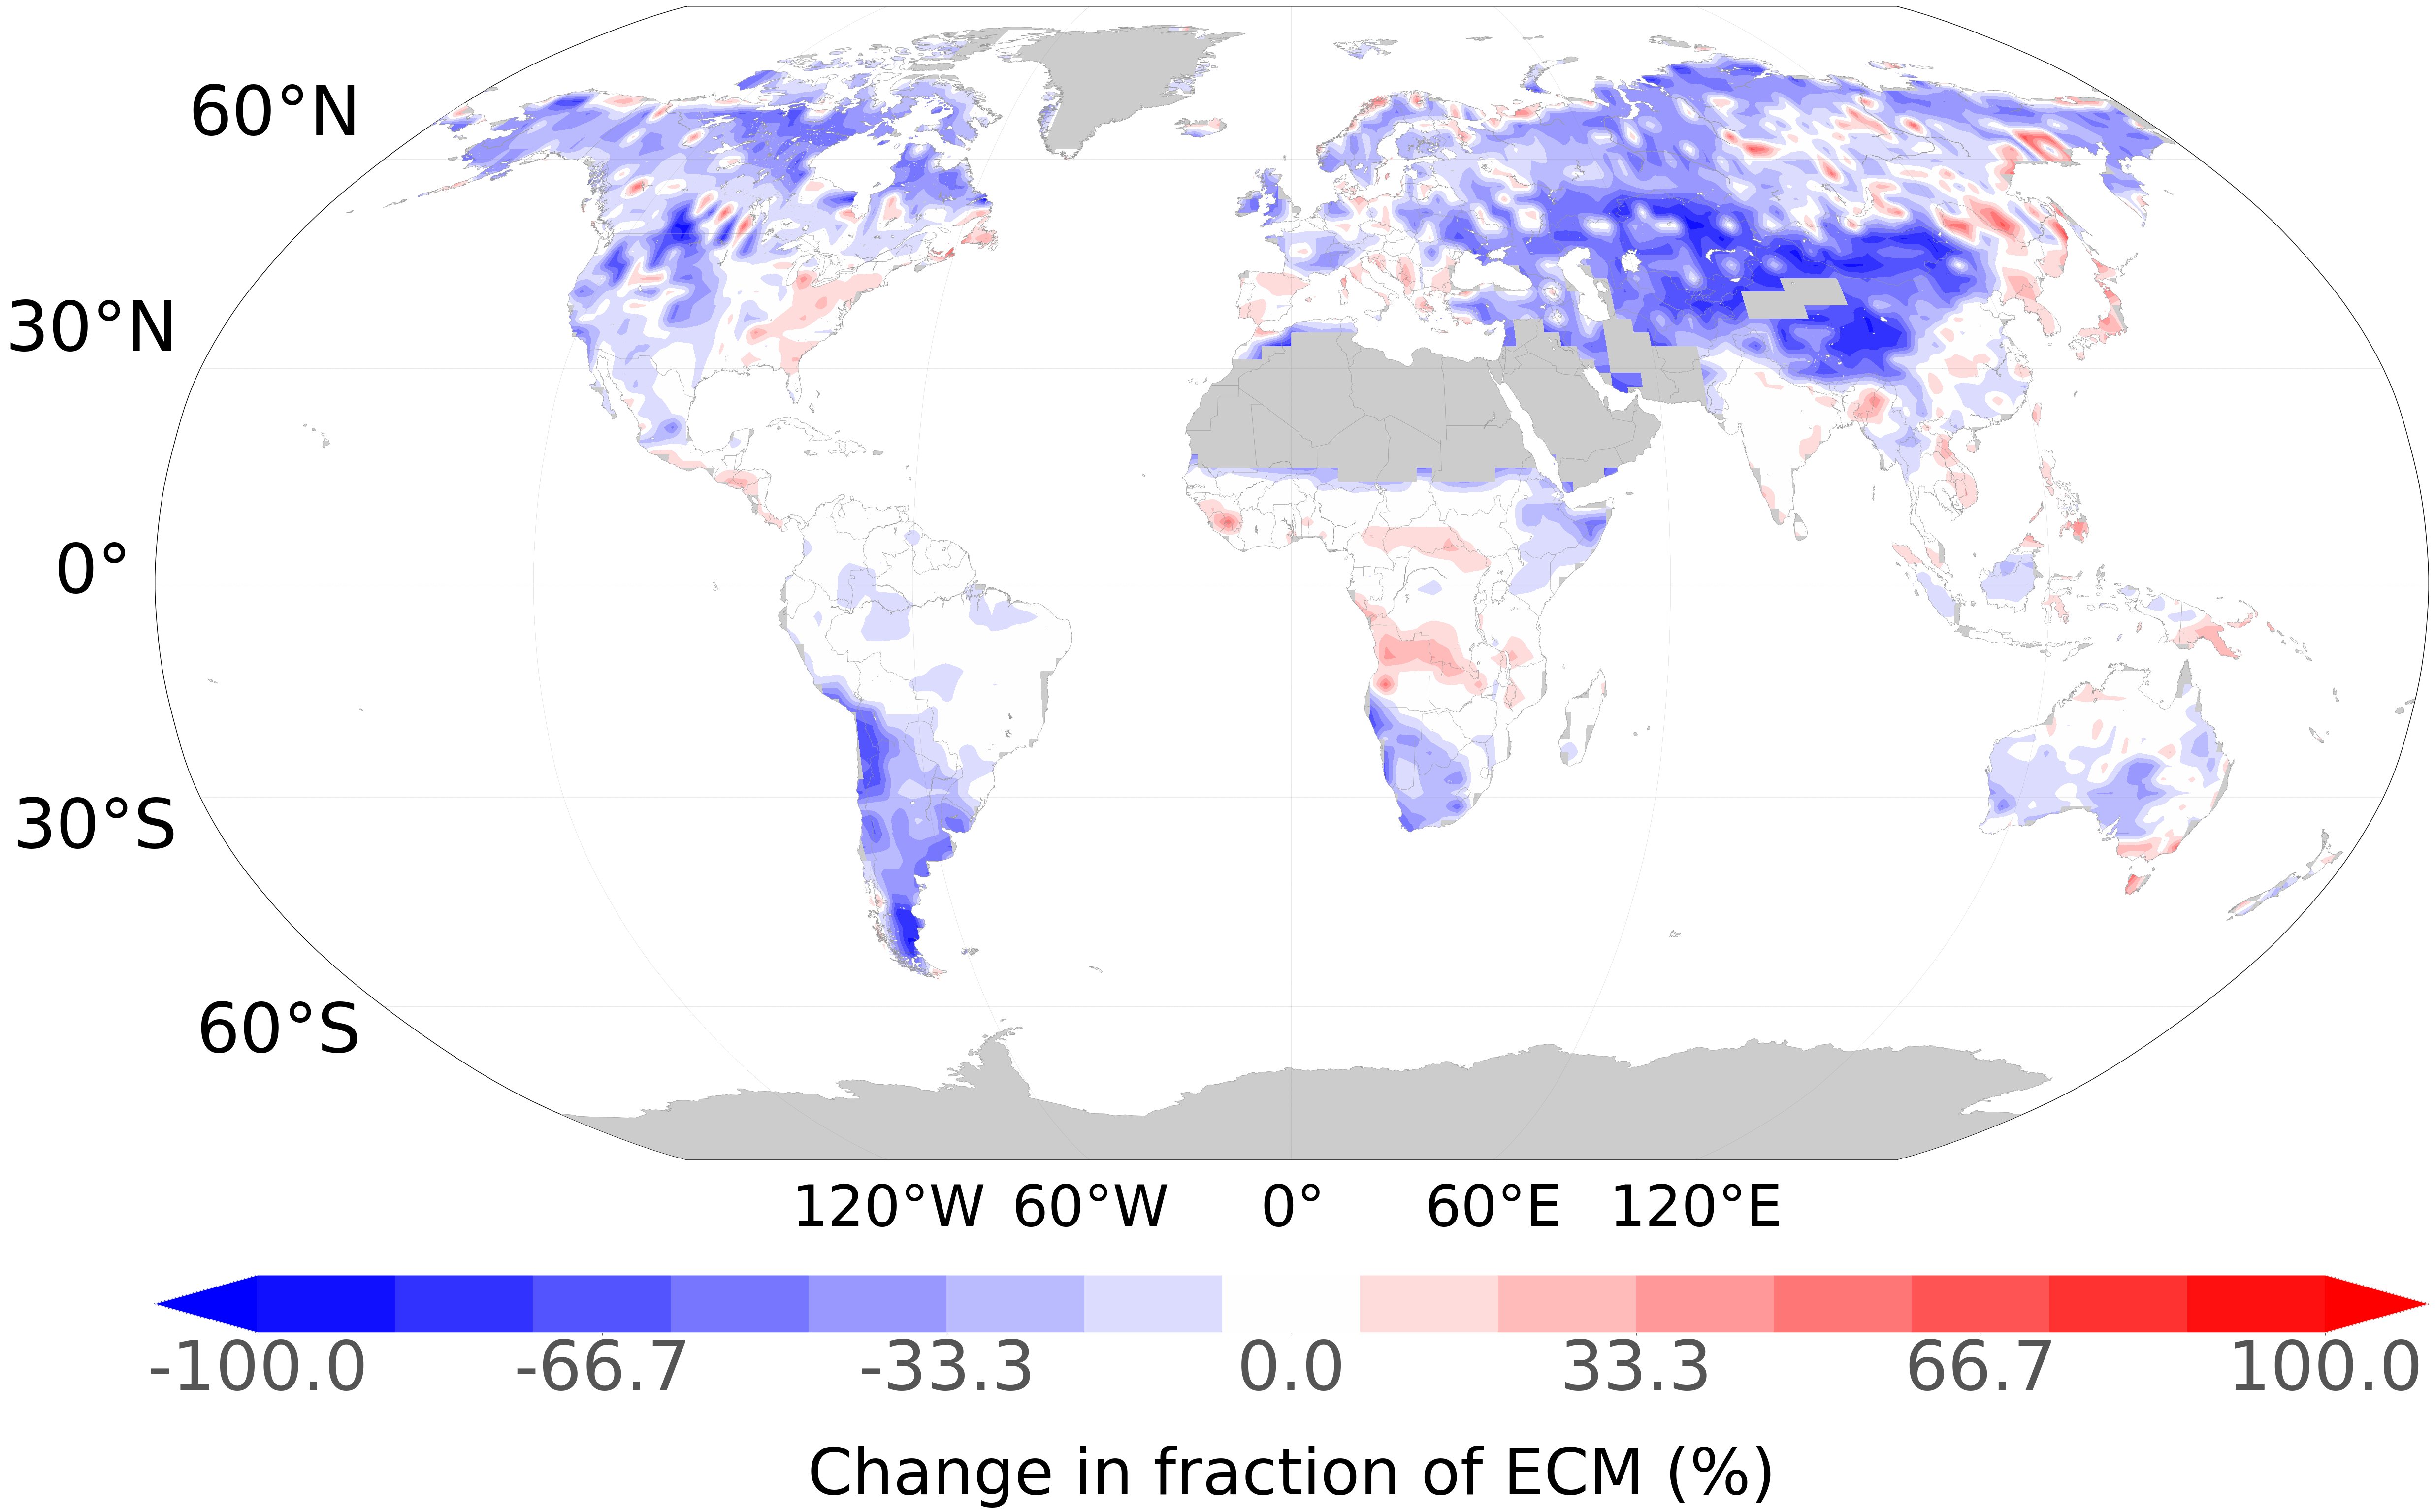 60°N
30°N
0°
30°S
60°S
120°W 60°W 0° 60°E 120°E
-100.0 -66.7 -33.3 0.0 33.3 66.7 100.0
Change in fraction of ECM (%)